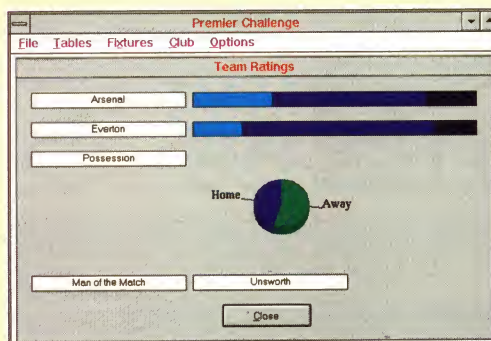 Premier Challenge
File Tables Fixtures Club Options
Team Ratings
Arsenal
Everton
Possession
Home Away
Man of the Match Unsworth
Close